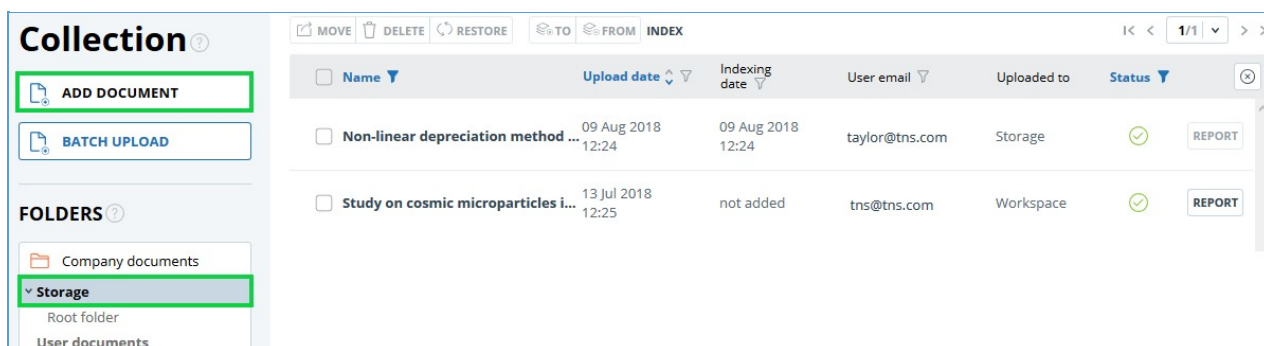 Collection
ADD DOCUMENT
BATCH UPLOAD
FOLDERS
Company documents
Storage
Root folder
User documents
MOVE DELETE RESTORE TO FROM INDEX
1/1
Name Upload date Indexing date User email Uploaded to Status
Non-linear depreciation method ... 09 Aug 2018 12:24 09 Aug 2018 12:24 taylor@tns.com Storage REPORT
Study on cosmic microparticles i... 13 Jul 2018 12:25 not added tns@tns.com Workspace REPORT